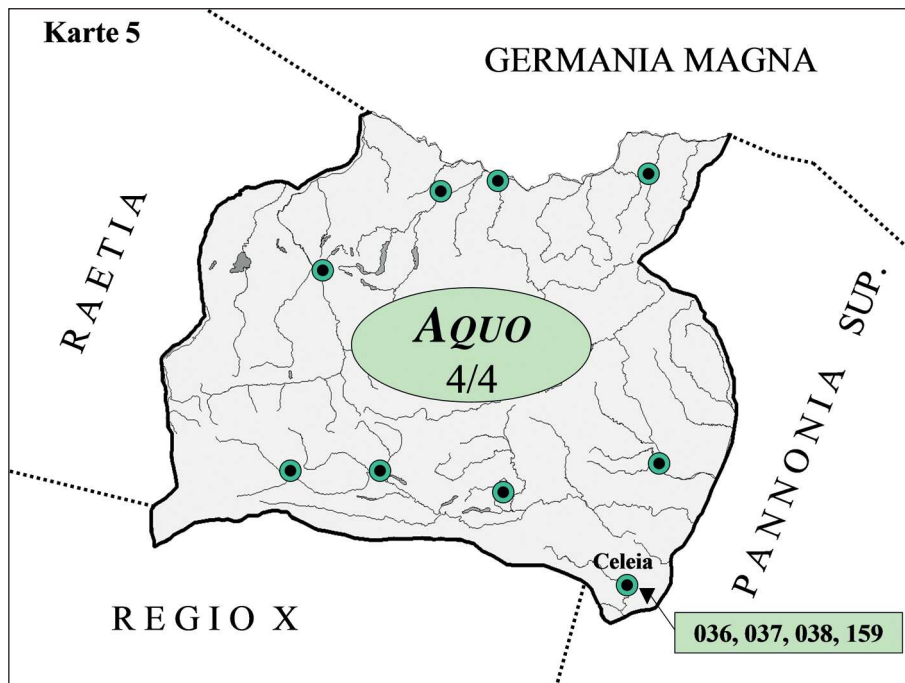 Karte 5
GERMANIA MAGNA
RAETIA
AQUO
4/4
PANNONIA SUP.
Celeia
REGIO X
036, 037, 038, 159